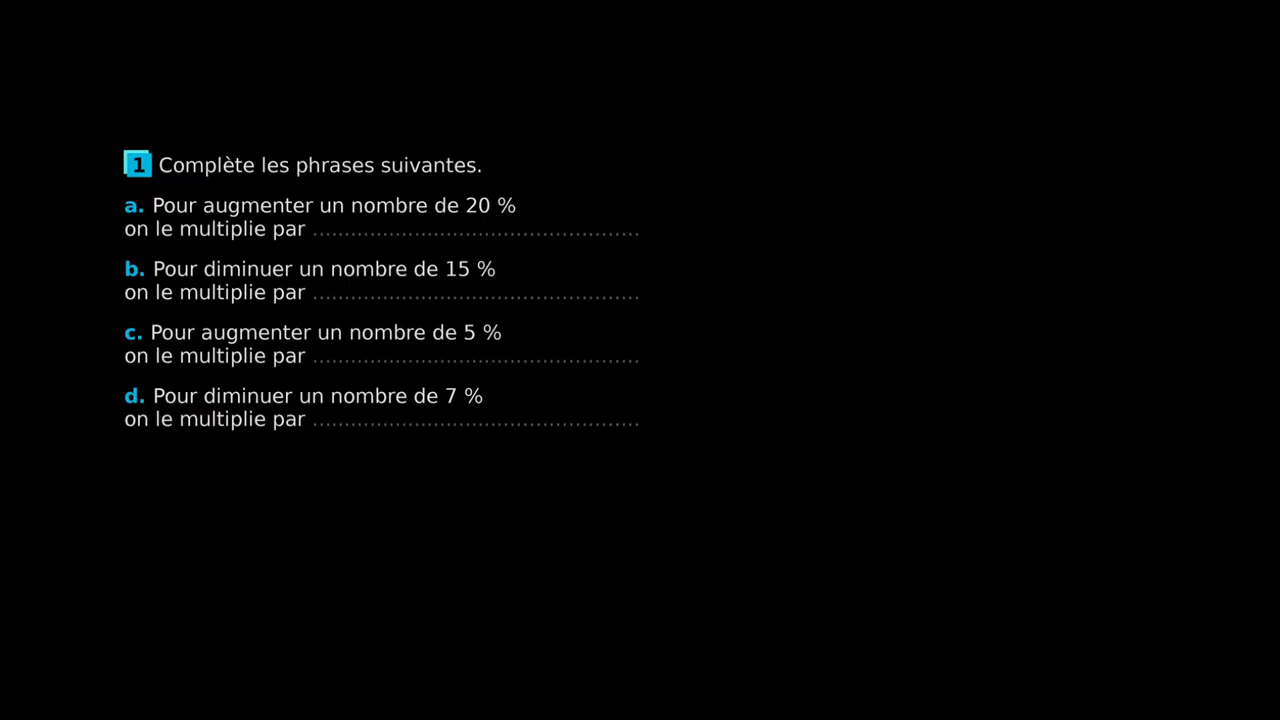 1 Complète les phrases suivantes.
a. Pour augmenter un nombre de 20 %
on le multiplie par ....................................................
b. Pour diminuer un nombre de 15 %
on le multiplie par ....................................................
c. Pour augmenter un nombre de 5 %
on le multiplie par ....................................................
d. Pour diminuer un nombre de 7 %
on le multiplie par ....................................................